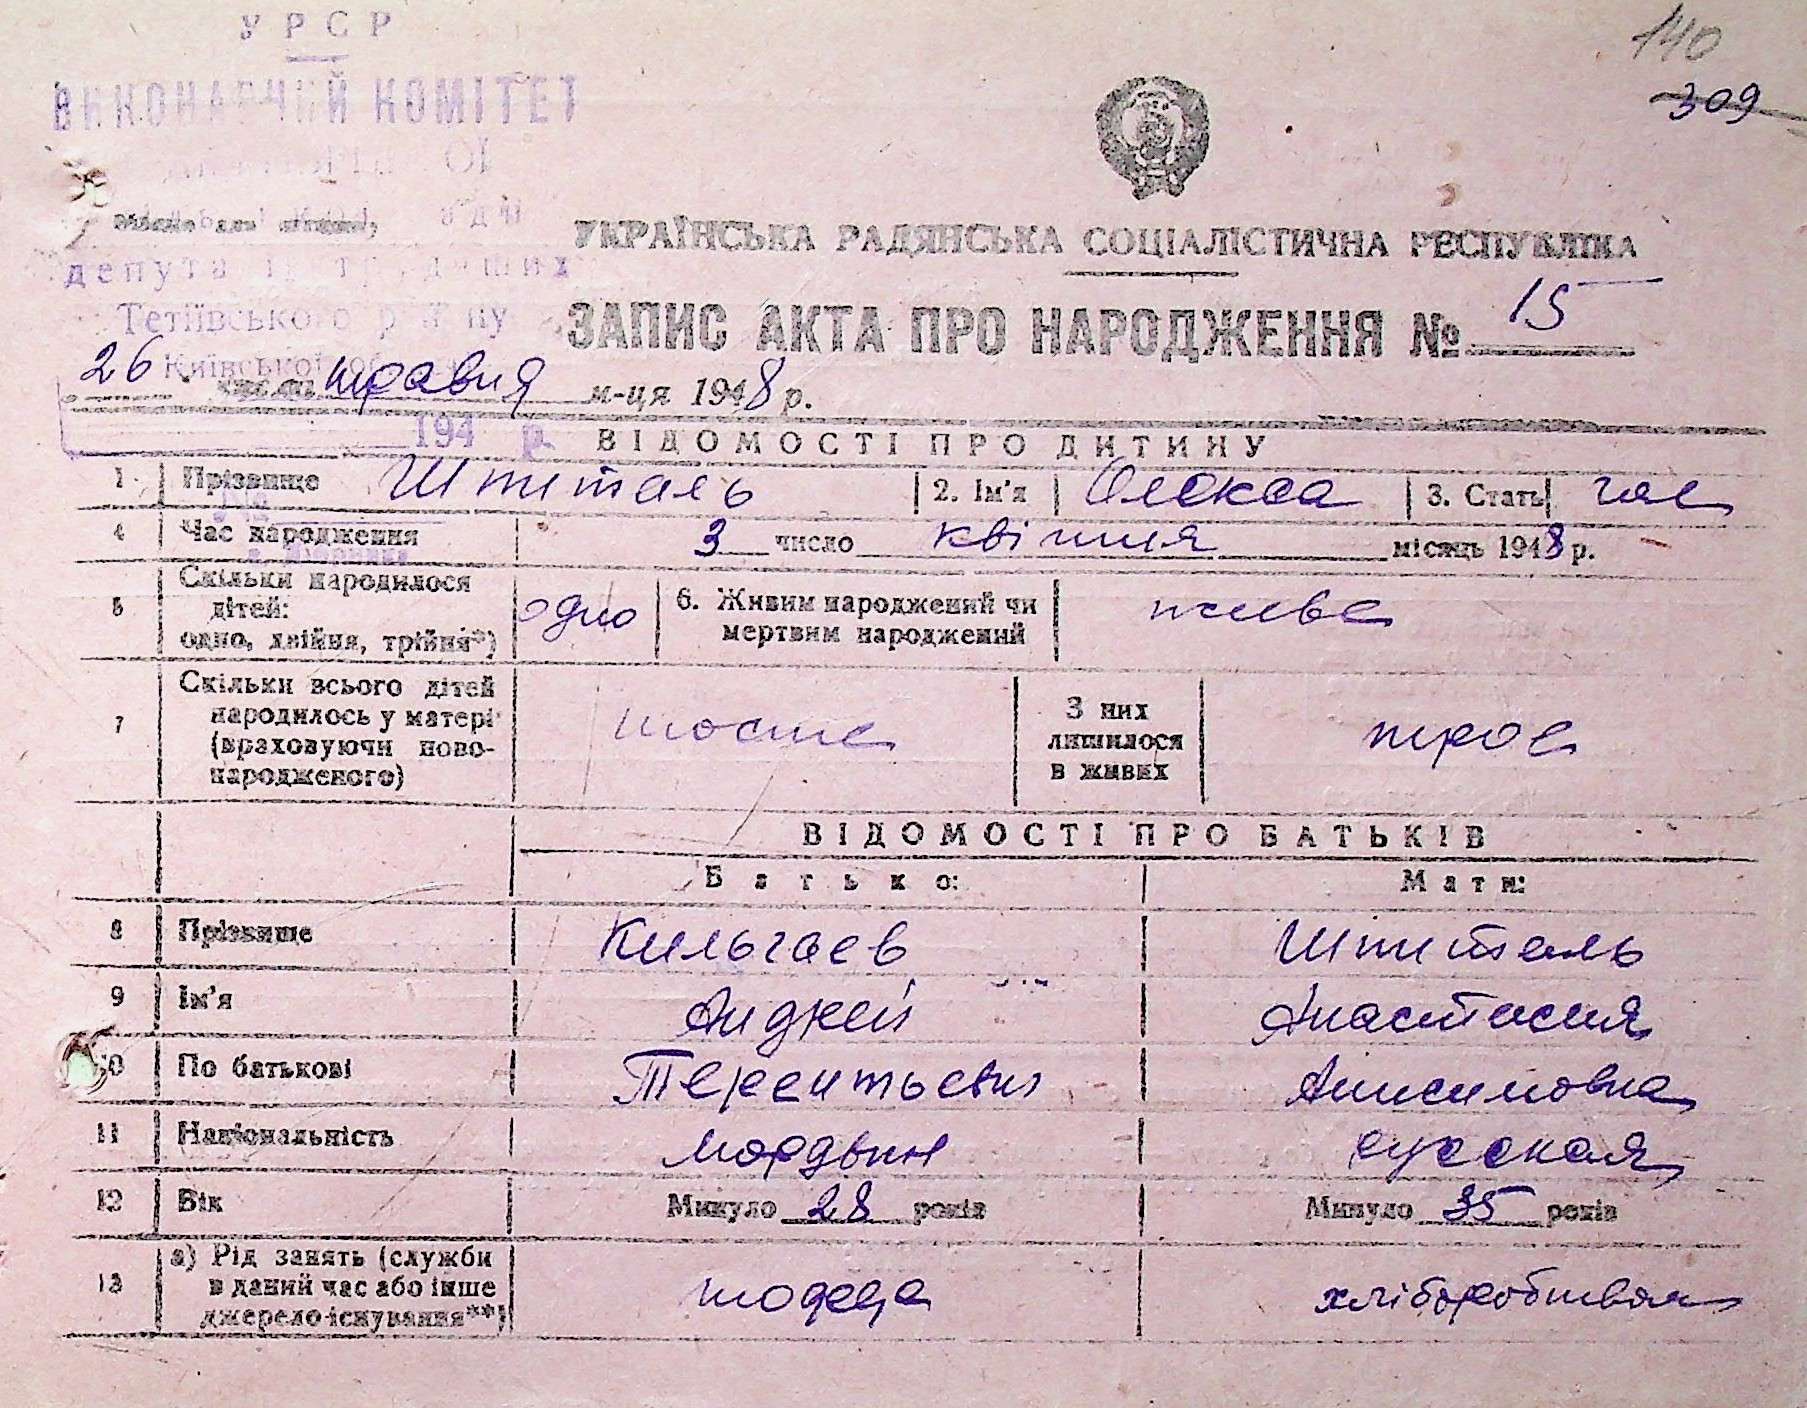 140
309
УРСР
ВИКОНАВЧИЙ КОМІТЕТ
депутатів трудящих
Тетіївського району
Київської
194 р.
УКРАЇНСЬКА РАДЯНСЬКА СОЦІАЛІСТИЧНА РЕСПУБЛІКА
ЗАПИС АКТА ПРО НАРОДЖЕННЯ № 15
26 числа травня м-ця 1948 р.
ВІДОМОСТІ ПРО ДИТИНУ
1 Прізвище Шпиталь 2. Ім'я Олекса 3. Стать чол
4 Час народження 3 число квітня місяць 1948 р.
5 Скільки народилося дітей: одно, двійня, трійня*) одно 6. Живим народжений чи мертвим народжений живе
7 Скільки всього дітей народилось у матері (враховуючи новонародженого) шосте З них лишилося в живих троє
ВІДОМОСТІ ПРО БАТЬКІВ
Батько: Мати:
8 Прізвище Кильгаев Шпиталь
9 Ім'я Андрей Анастасия
10 По батькові Терентьевич Анисимовна
11 Національність мордвин русская
12 Вік Минуло 28 років Минуло 35 років
13 а) Рід занять (служби в даний час або інше джерело існування**) хліборобством